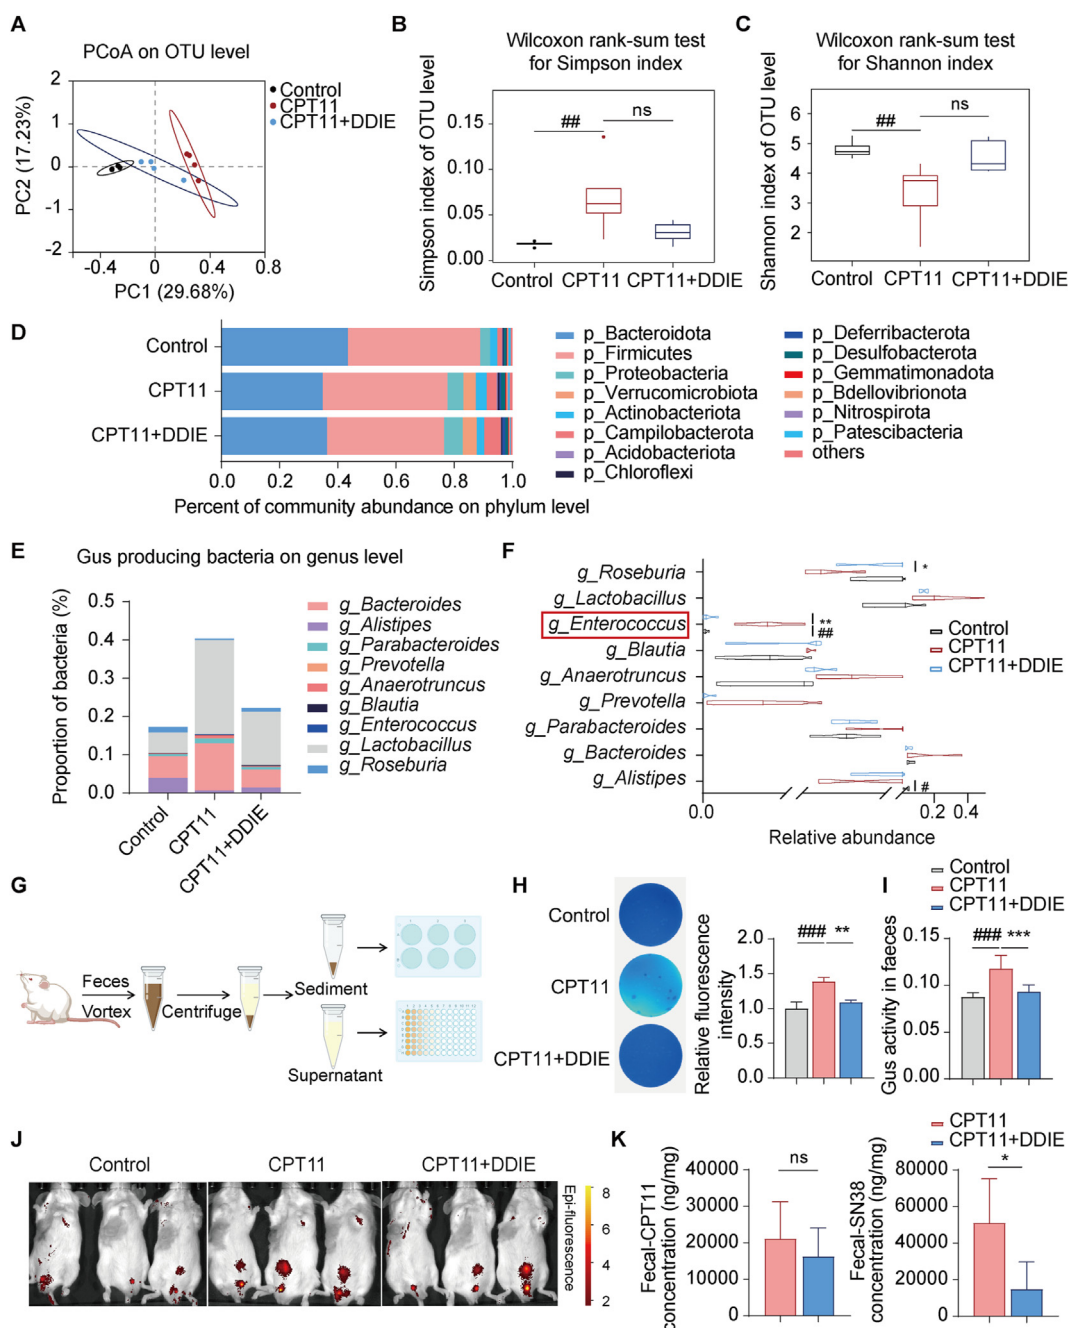 A
PCoA on OTU level
2
1
0
-1
-2
-0.4
0
0.4
0.8
PC2 (17.23%)
PC1 (29.68%)
Control
CPT11
CPT11+DDIE
B
Wilcoxon rank-sum test
for Simpson index
Simpson index of OTU level
0.15
0.10
0.05
0.00
##
ns
Control
CPT11
CPT11+DDIE
C
Wilcoxon rank-sum test
for Shannon index
Shannon index of OTU level
6
5
4
3
2
##
ns
Control
CPT11
CPT11+DDIE
D
Control
CPT11
CPT11+DDIE
0.0
0.2
0.4
0.6
0.8
1.0
Percent of community abundance on phylum level
p_Bacteroidota
p_Firmicutes
p_Proteobacteria
p_Verrucomicrobiota
p_Actinobacteriota
p_Campilobacterota
p_Acidobacteriota
p_Chloroflexi
p_Deferribacterota
p_Desulfobacterota
p_Gemmatimonadota
p_Bdellovibrionota
p_Nitrospirota
p_Patescibacteria
others
E
Gus producing bacteria on genus level
Proportion of bacteria (%)
0.5
0.4
0.3
0.2
0.1
0.0
Control
CPT11
CPT11+DDIE
g_Bacteroides
g_Alistipes
g_Parabacteroides
g_Prevotella
g_Anaerotruncus
g_Blautia
g_Enterococcus
g_Lactobacillus
g_Roseburia
F
g_Roseburia
g_Lactobacillus
g_Enterococcus
g_Blautia
g_Anaerotruncus
g_Prevotella
g_Parabacteroides
g_Bacteroides
g_Alistipes
*
**
##
#
0.0
0.2
0.4
Relative abundance
Control
CPT11
CPT11+DDIE
G
Feces
Vortex
Centrifuge
Sediment
Supernatant
H
Control
CPT11
CPT11+DDIE
Relative fluorescence
intensity
2.0
1.5
1.0
0.5
0.0
###
**
I
Control
CPT11
CPT11+DDIE
Gus activity in faeces
0.15
0.10
0.05
0.00
###
***
J
Control
CPT11
CPT11+DDIE
Epi-fluorescence
8
6
4
2
K
Fecal-CPT11
concentration (ng/mg)
40000
30000
20000
10000
0
ns
CPT11
CPT11+DDIE
Fecal-SN38
concentration (ng/mg)
80000
60000
40000
20000
0
*